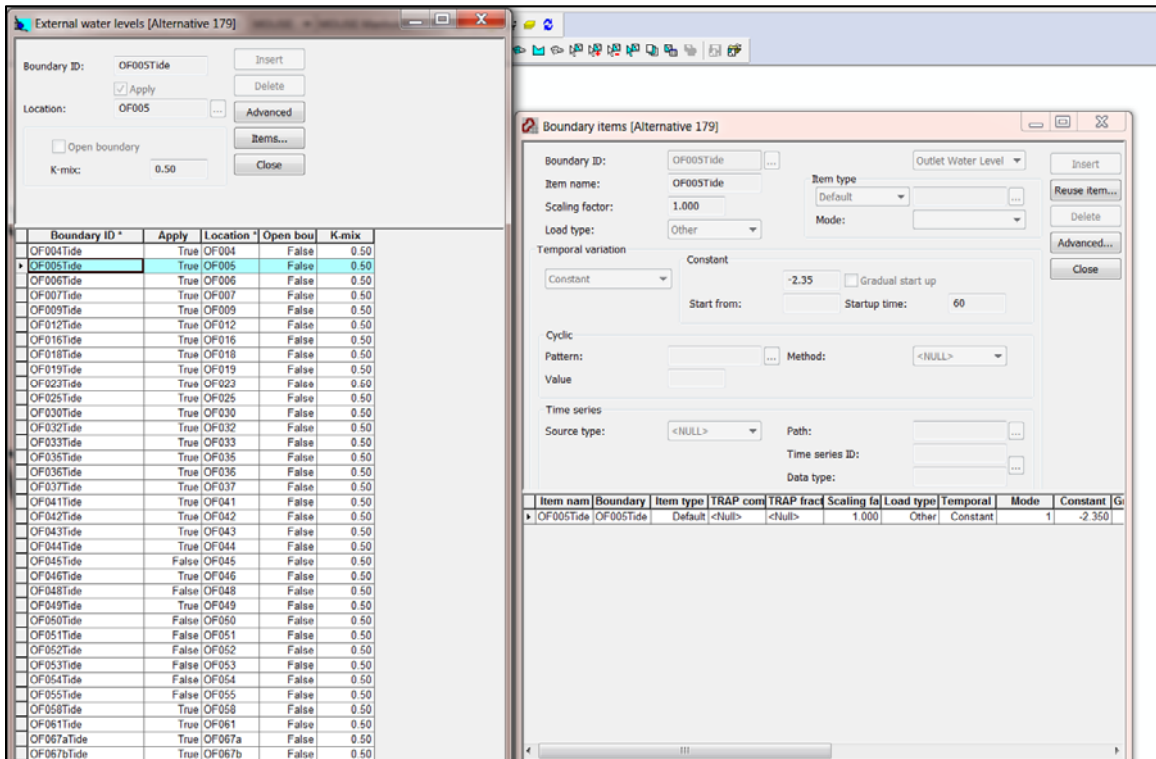 External water levels [Alternative 179]
Boundary ID: OF005Tide Insert
Apply Delete
Location: OF005 ... Advanced
Open boundary Items...
K-mix: 0.50 Close
Boundary ID * Apply Location * Open bou K-mix
OF004Tide True OF004 False 0.50
OF005Tide True OF005 False 0.50
OF006Tide True OF006 False 0.50
OF007Tide True OF007 False 0.50
OF009Tide True OF009 False 0.50
OF012Tide True OF012 False 0.50
OF016Tide True OF016 False 0.50
OF018Tide True OF018 False 0.50
OF019Tide True OF019 False 0.50
OF023Tide True OF023 False 0.50
OF025Tide True OF025 False 0.50
OF030Tide True OF030 False 0.50
OF032Tide True OF032 False 0.50
OF033Tide True OF033 False 0.50
OF035Tide True OF035 False 0.50
OF036Tide True OF036 False 0.50
OF037Tide True OF037 False 0.50
OF041Tide True OF041 False 0.50
OF042Tide True OF042 False 0.50
OF043Tide True OF043 False 0.50
OF044Tide True OF044 False 0.50
OF045Tide False OF045 False 0.50
OF046Tide True OF046 False 0.50
OF048Tide False OF048 False 0.50
OF049Tide True OF049 False 0.50
OF050Tide False OF050 False 0.50
OF051Tide False OF051 False 0.50
OF052Tide False OF052 False 0.50
OF053Tide False OF053 False 0.50
OF054Tide False OF054 False 0.50
OF055Tide False OF055 False 0.50
OF058Tide True OF058 False 0.50
OF061Tide True OF061 False 0.50
OF067aTide True OF067a False 0.50
OF067bTide True OF067b False 0.50
Boundary items [Alternative 179]
Boundary ID: OF005Tide ... Outlet Water Level Insert
Item name: OF005Tide Item type Reuse item...
Scaling factor: 1.000 Default ... Delete
Load type: Other Mode: Advanced...
Temporal variation Constant Close
Constant -2.35 Gradual start up
Start from: Startup time: 60
Cyclic
Pattern: ... Method: <NULL>
Value
Time series
Source type: <NULL> Path: ...
Time series ID: ...
Data type:
Item nam Boundary Item type TRAP com TRAP fract Scaling fa Load type Temporal Mode Constant
OF005Tide OF005Tide Default <Null> <Null> 1.000 Other Constant 1 -2.350